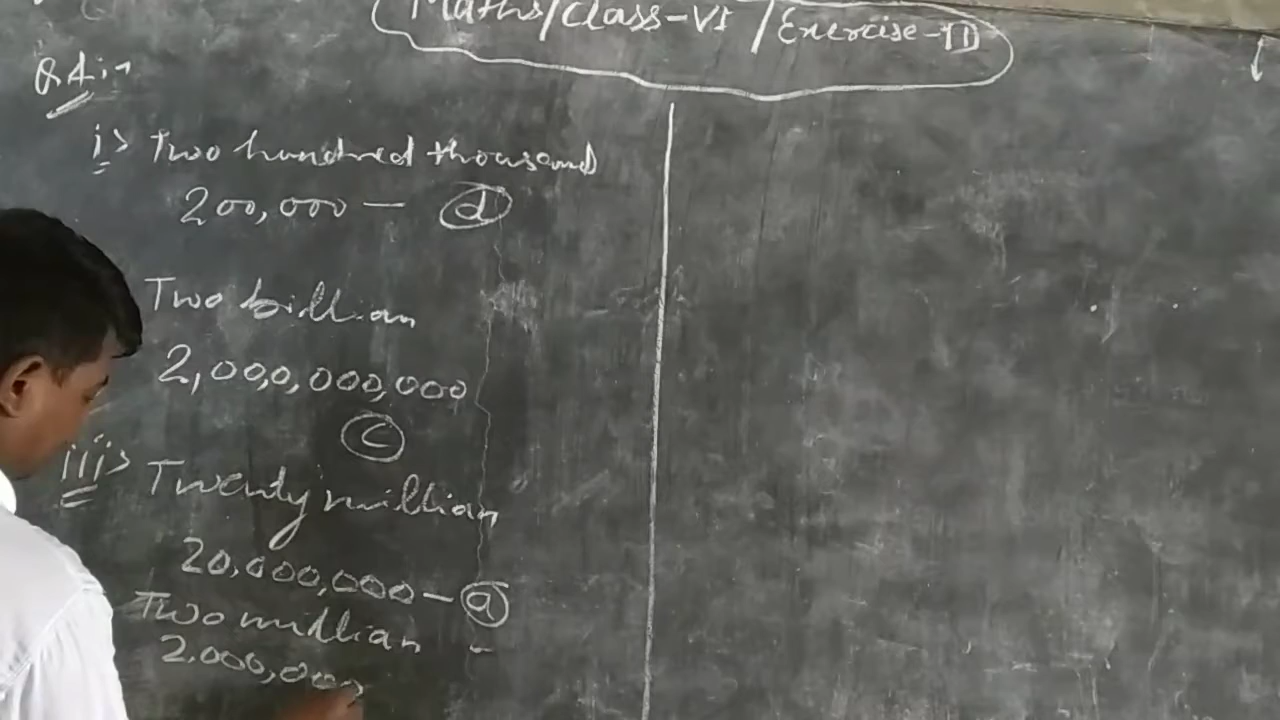 Maths/Class-VI/Exercise-1D
Q.4:-
i> Two hundred thousand
200,000 — d
Two billion
2,000,000,000
c
iii> Twenty million
20,000,000 — a
Two million -
2,000,000